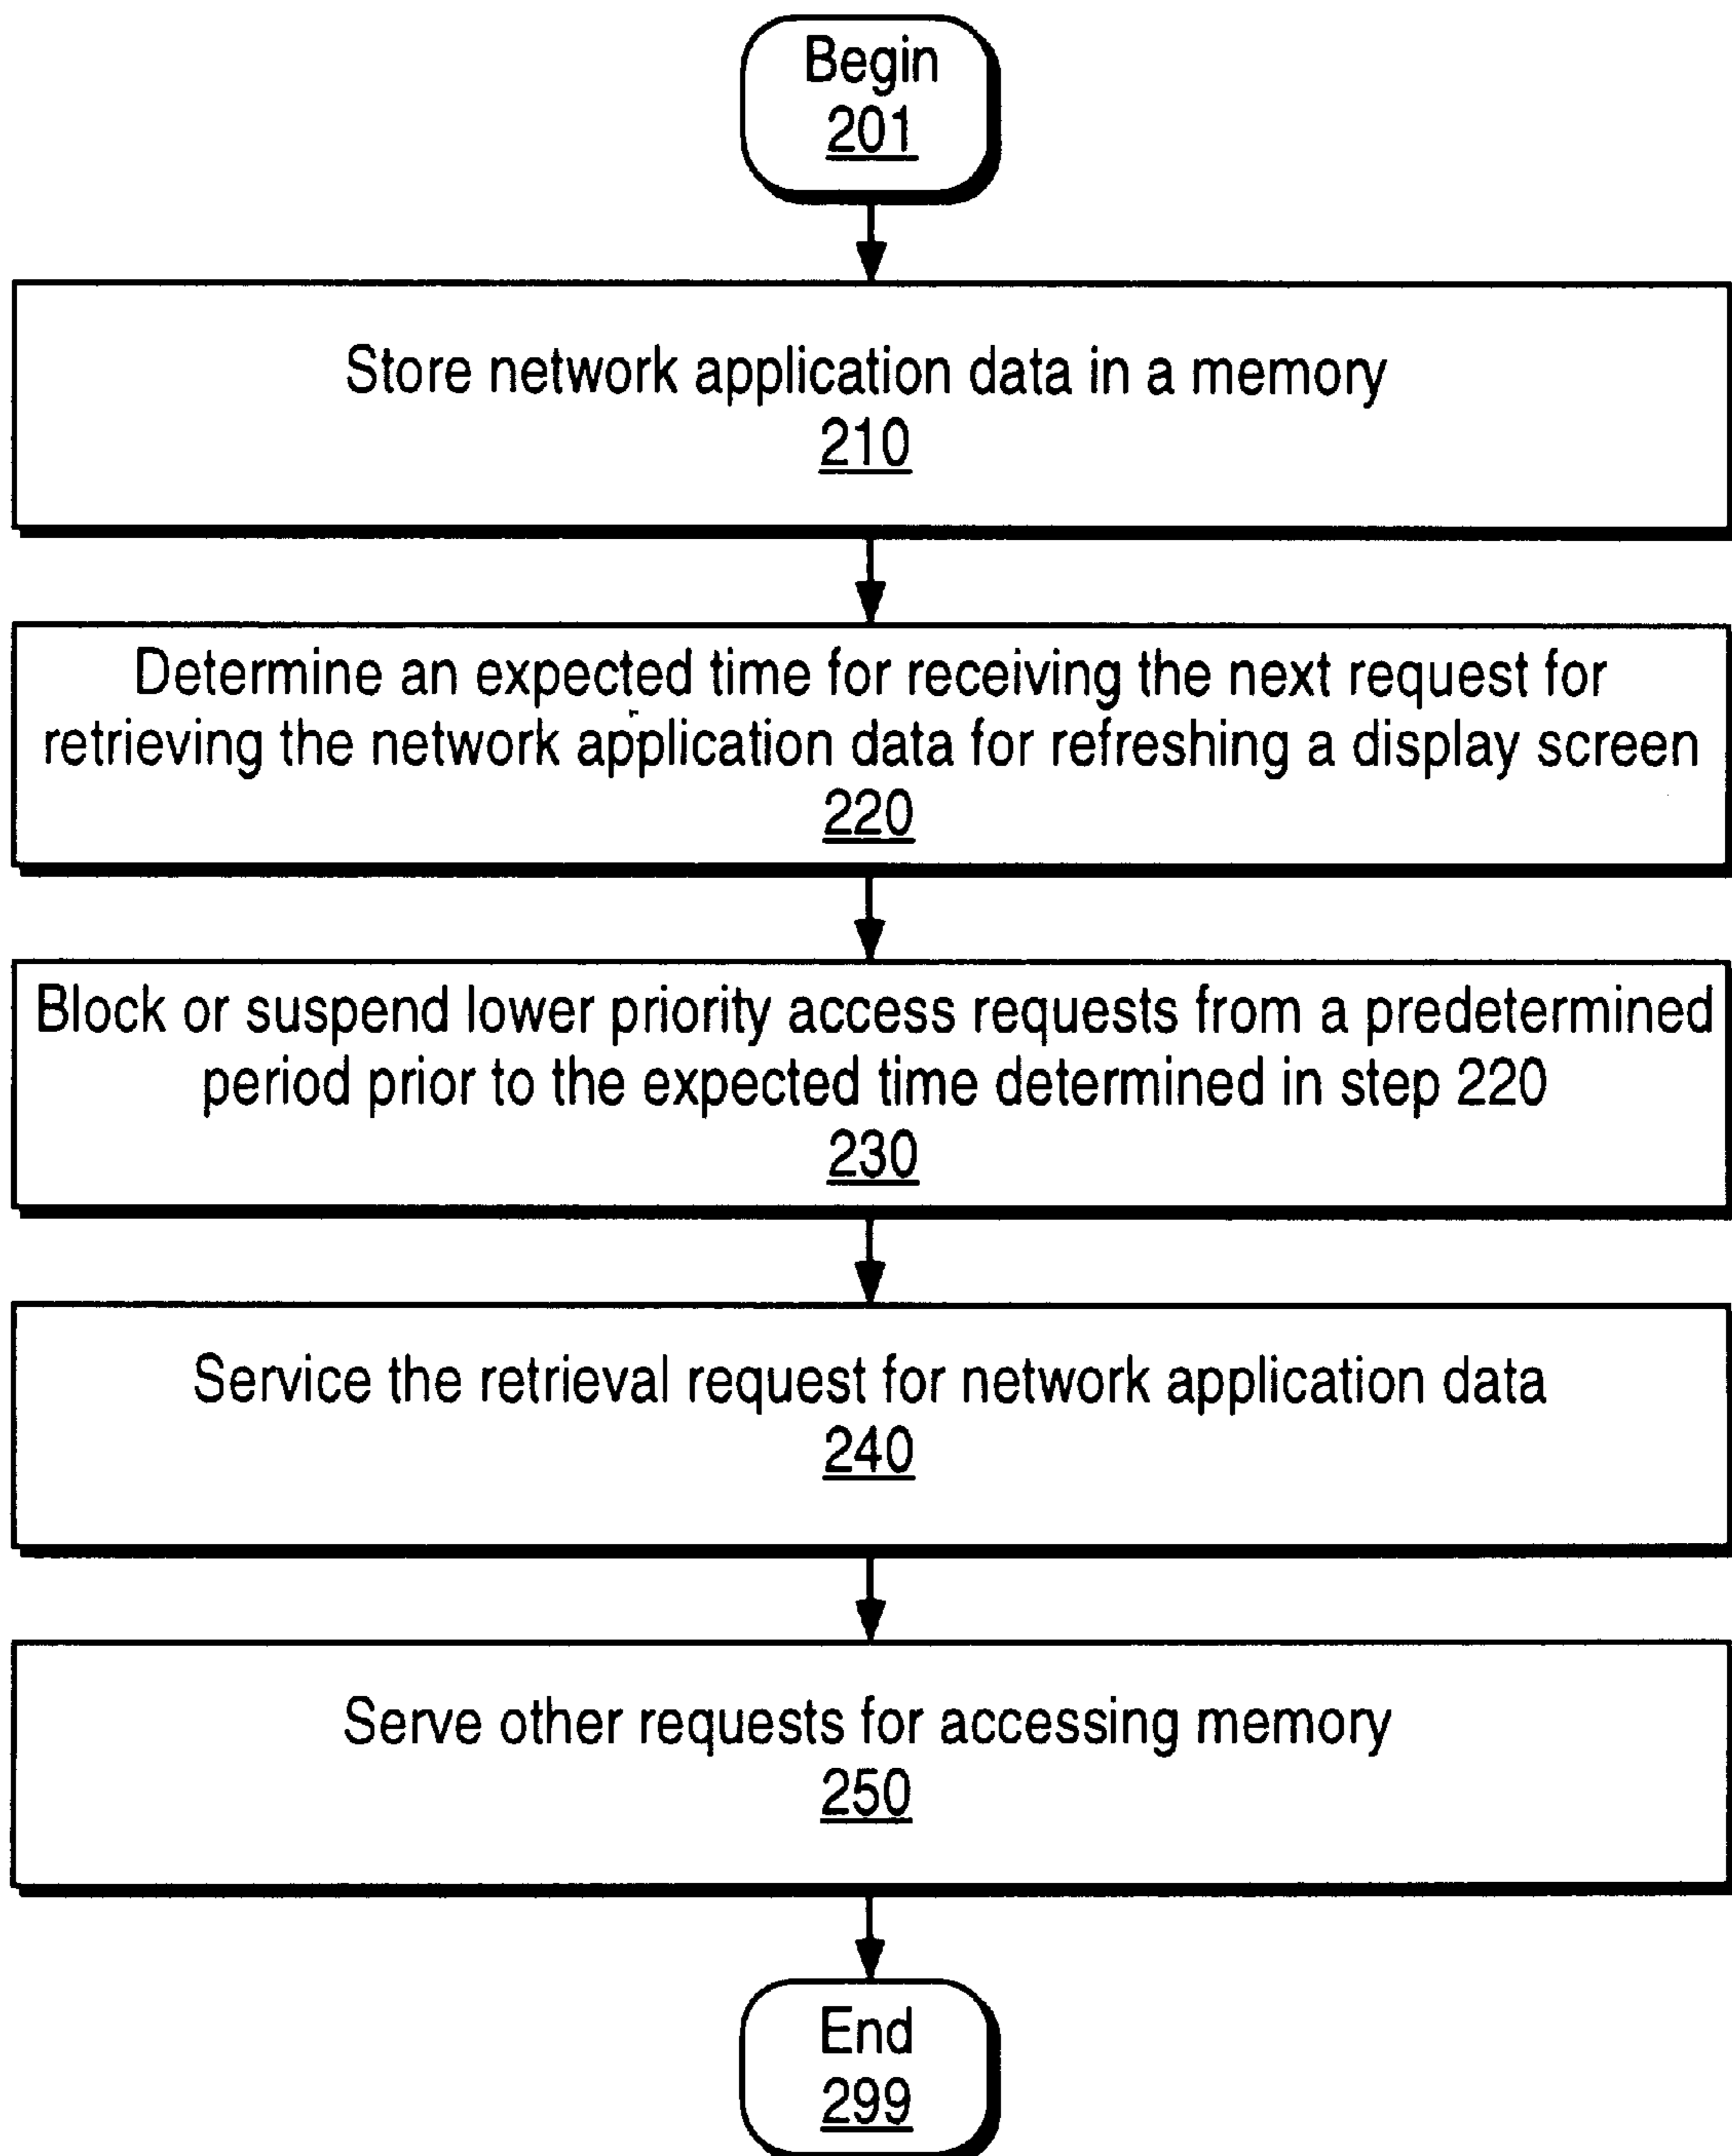 Begin
201
Store network application data in a memory
210
Determine an expected time for receiving the next request for
retrieving the network application data for refreshing a display screen
220
Block or suspend lower priority access requests from a predetermined
period prior to the expected time determined in step 220
230
Service the retrieval request for network application data
240
Serve other requests for accessing memory
250
End
299